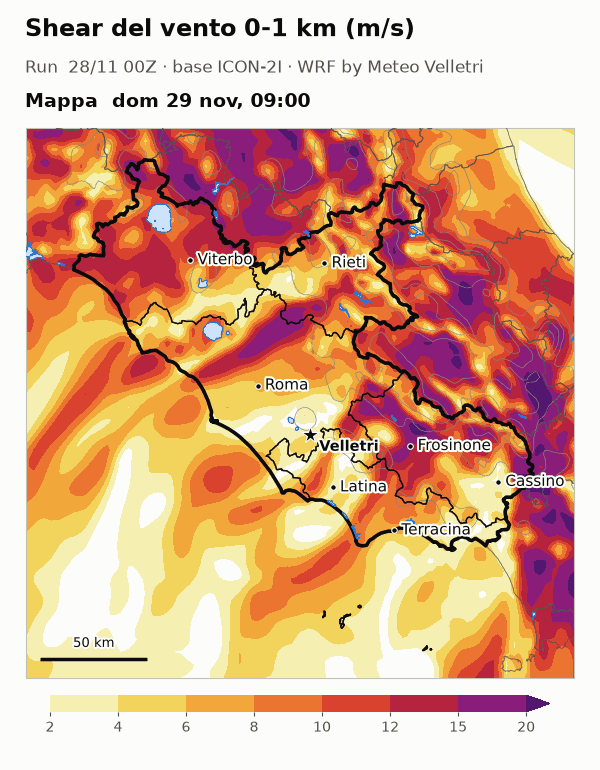 Shear del vento 0-1 km (m/s)
Run  28/11 00Z · base ICON-2I · WRF by Meteo Velletri
Mappa  dom 29 nov, 09:00
Viterbo
Rieti
Roma
Velletri
Frosinone
Latina
Cassino
Terracina
50 km
2 4 6 8 10 12 15 20